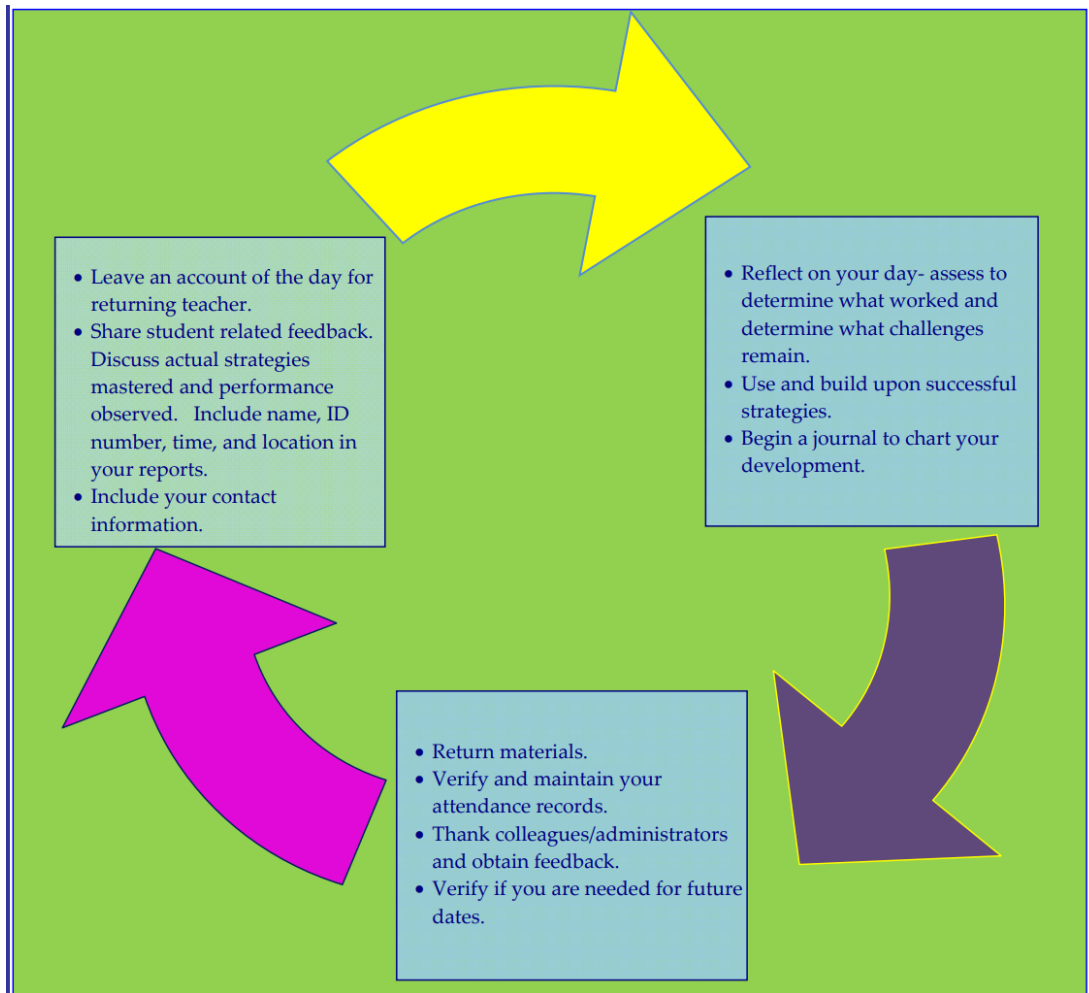 • Leave an account of the day for
returning teacher.
• Share student related feedback.
Discuss actual strategies
mastered and performance
observed.   Include name, ID
number, time, and location in
your reports.
• Include your contact
information.
• Reflect on your day- assess to
determine what worked and
determine what challenges
remain.
• Use and build upon successful
strategies.
• Begin a journal to chart your
development.
• Return materials.
• Verify and maintain your
attendance records.
• Thank colleagues/administrators
and obtain feedback.
• Verify if you are needed for future
dates.